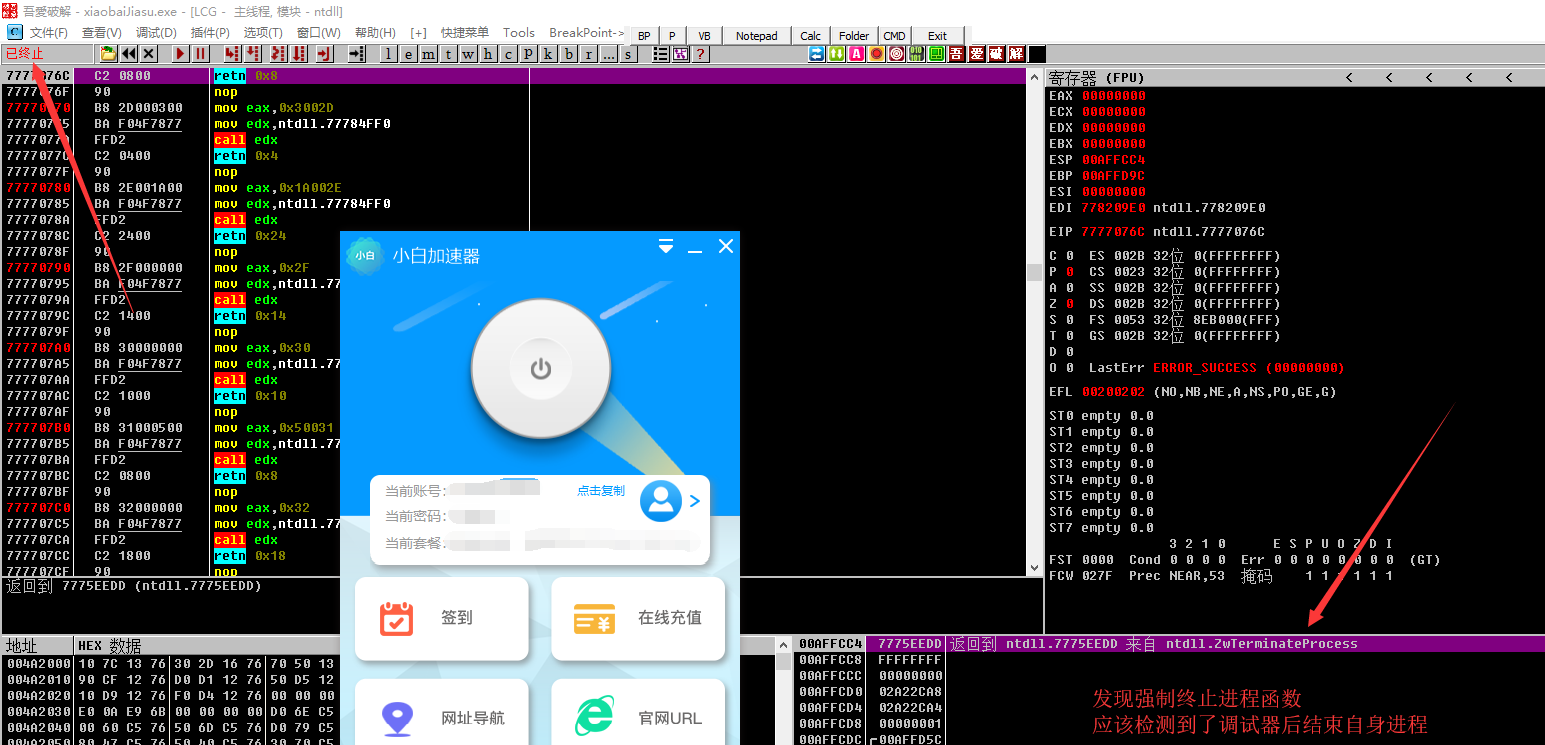 吾愛破解 - xiaobaiJiasu.exe - [LCG - 主线程, 模块 - ntdll]
文件(F) 查看(V) 调试(D) 插件(P) 选项(T) 窗口(W) 帮助(H) [+] 快捷菜单 Tools BreakPoint-> BP P VB Notepad Calc Folder CMD Exit
已终止 l e m t w h c p k b r ... s ? A 吾 爱 破 解
7777076C C2 0800 retn 0x8
7777076F 90 nop
77770770 B8 2D000300 mov eax,0x3002D
77770775 BA F04F7877 mov edx,ntdll.77784FF0
7777077A FFD2 call edx
7777077C C2 0400 retn 0x4
7777077F 90 nop
77770780 B8 2E001A00 mov eax,0x1A002E
77770785 BA F04F7877 mov edx,ntdll.77784FF0
7777078A FFD2 call edx
7777078C C2 2400 retn 0x24
7777078F 90 nop
77770790 B8 2F000000 mov eax,0x2F
77770795 BA F04F7877 mov edx,ntdll.77
7777079A FFD2 call edx
7777079C C2 1400 retn 0x14
7777079F 90 nop
777707A0 B8 30000000 mov eax,0x30
777707A5 BA F04F7877 mov edx,ntdll.77
777707AA FFD2 call edx
777707AC C2 1000 retn 0x10
777707AF 90 nop
777707B0 B8 31000500 mov eax,0x50031
777707B5 BA F04F7877 mov edx,ntdll.77
777707BA FFD2 call edx
777707BC C2 0800 retn 0x8
777707BF 90 nop
777707C0 B8 32000000 mov eax,0x32
777707C5 BA F04F7877 mov edx,ntdll.77
777707CA FFD2 call edx
777707CC C2 1800 retn 0x18
777707CF 90 nop
返回到 7775EEDD (ntdll.7775EEDD)
小白 小白加速器
当前账号: 点击复制
当前密码:
当前套餐:
签到 在线充值
网址导航 官网URL
寄存器 (FPU) < < < < <
EAX 00000000
ECX 00000000
EDX 00000000
EBX 00000000
ESP 00AFFCC4
EBP 00AFFD9C
ESI 00000000
EDI 778209E0 ntdll.778209E0
EIP 7777076C ntdll.7777076C
C 0 ES 002B 32位 0(FFFFFFFF)
P 0 CS 0023 32位 0(FFFFFFFF)
A 0 SS 002B 32位 0(FFFFFFFF)
Z 0 DS 002B 32位 0(FFFFFFFF)
S 0 FS 0053 32位 8EB000(FFF)
T 0 GS 002B 32位 0(FFFFFFFF)
D 0
O 0 LastErr ERROR_SUCCESS (00000000)
EFL 00200202 (NO,NB,NE,A,NS,PO,GE,G)
ST0 empty 0.0
ST1 empty 0.0
ST2 empty 0.0
ST3 empty 0.0
ST4 empty 0.0
ST5 empty 0.0
ST6 empty 0.0
ST7 empty 0.0
3 2 1 0 E S P U O Z D I
FST 0000 Cond 0 0 0 0 Err 0 0 0 0 0 0 0 0 (GT)
FCW 027F Prec NEAR,53 掩码 1 1 1 1 1 1
地址 HEX 数据
004A2000 10 7C 13 76 30 2D 16 76 70 50 13
004A2010 90 CF 12 76 D0 D1 12 76 50 D5 12
004A2020 10 D9 12 76 F0 D4 12 76 00 00 00
004A2030 E0 0A E9 6B 00 00 00 00 D0 6E C5
004A2040 00 60 C5 76 50 6D C5 76 D0 79 C5
004A2050 80 47 C5 76 50 40 C5 76 30 70 C5
00AFFCC4 7775EEDD 返回到 ntdll.7775EEDD 来自 ntdll.ZwTerminateProcess
00AFFCC8 FFFFFFFF
00AFFCCC 00000000
00AFFCD0 02A22CA8
00AFFCD4 02A22CA4
00AFFCD8 00000001
00AFFCDC 00AFFD5C
发现强制终止进程函数
应该检测到了调试器后结束自身进程